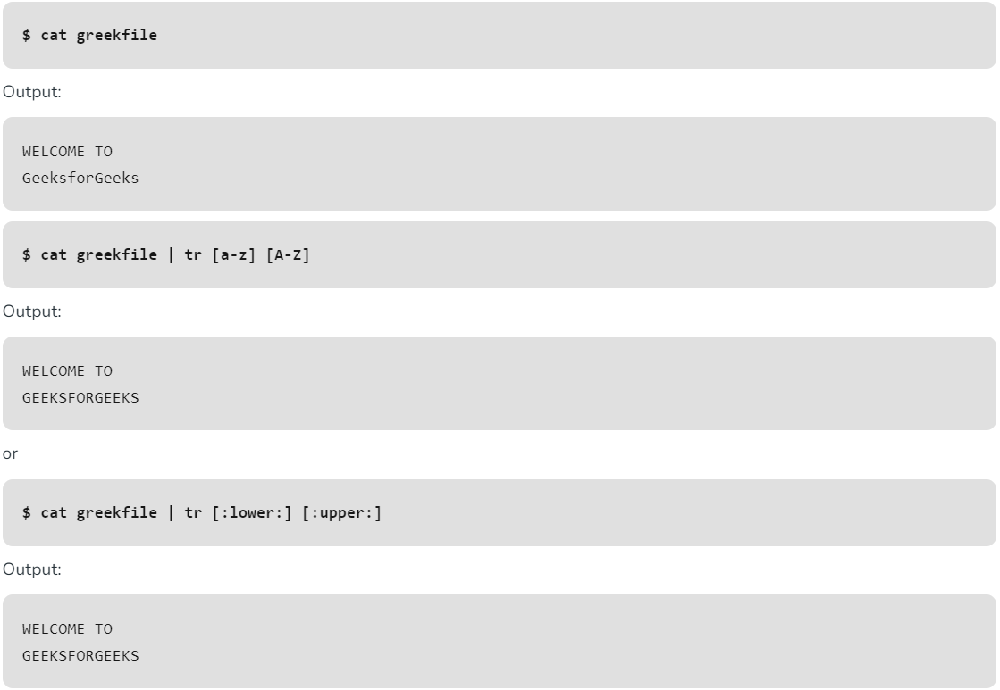 $ cat greekfile
Output:
WELCOME TO
GeeksforGeeks
$ cat greekfile | tr [a-z] [A-Z]
Output:
WELCOME TO
GEEKSFORGEEKS
or
$ cat greekfile | tr [:lower:] [:upper:]
Output:
WELCOME TO
GEEKSFORGEEKS